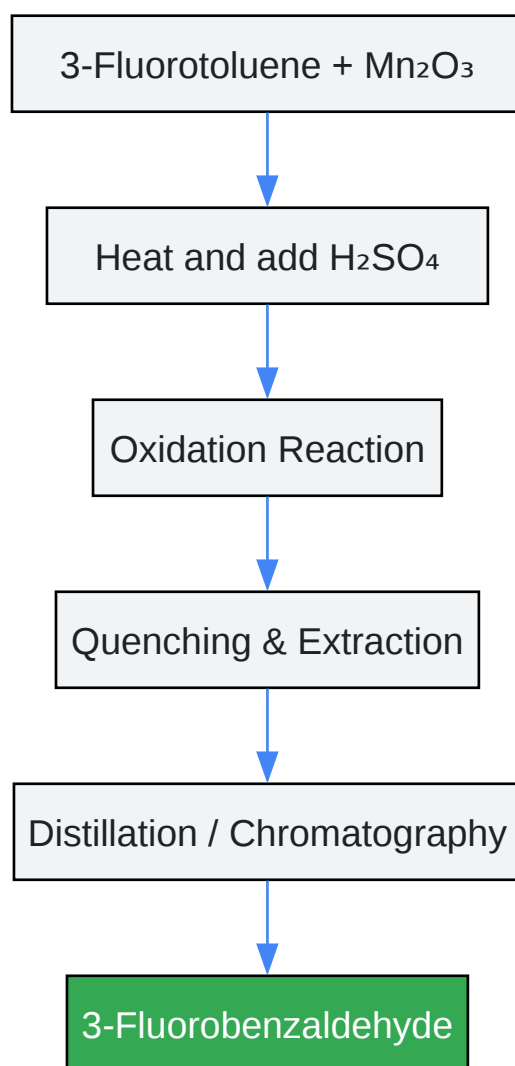 3-Fluorotoluene + Mn₂O₃
Heat and add H₂SO₄
Oxidation Reaction
Quenching & Extraction
Distillation / Chromatography
3-Fluorobenzaldehyde